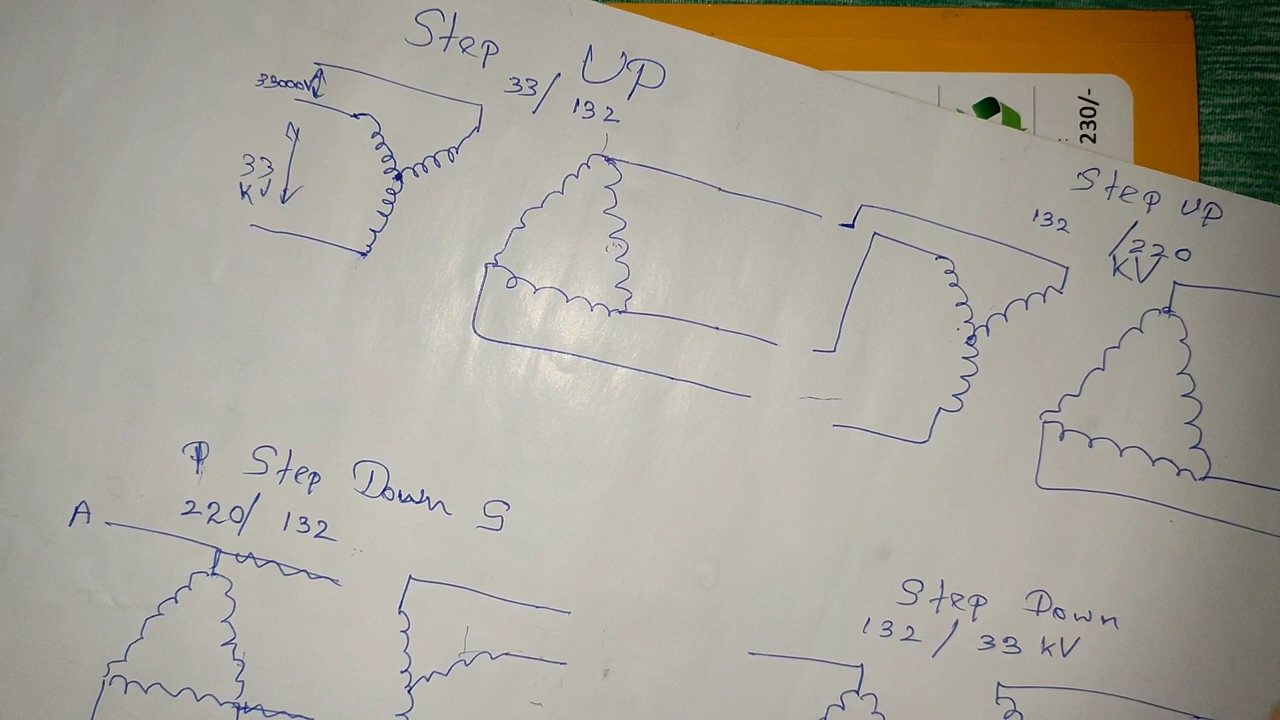 Step UP
33/132
33000V
33
KV
230/-
Step UP
132 /220
KV
P Step Down S
220/132
A
Step Down
132/33 kV